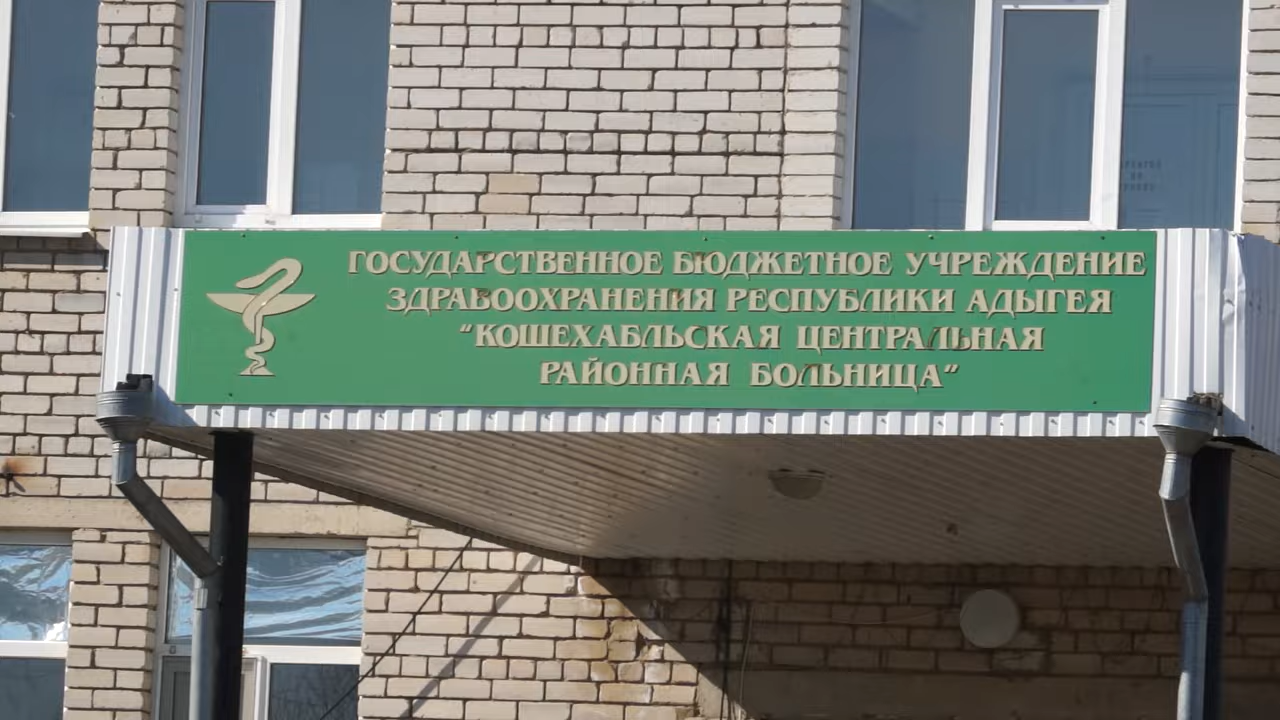 ГОСУДАРСТВЕННОЕ БЮДЖЕТНОЕ УЧРЕЖДЕНИЕ
ЗДРАВООХРАНЕНИЯ РЕСПУБЛИКИ АДЫГЕЯ
“КОШЕХАБЛЬСКАЯ ЦЕНТРАЛЬНАЯ
РАЙОННАЯ БОЛЬНИЦА”